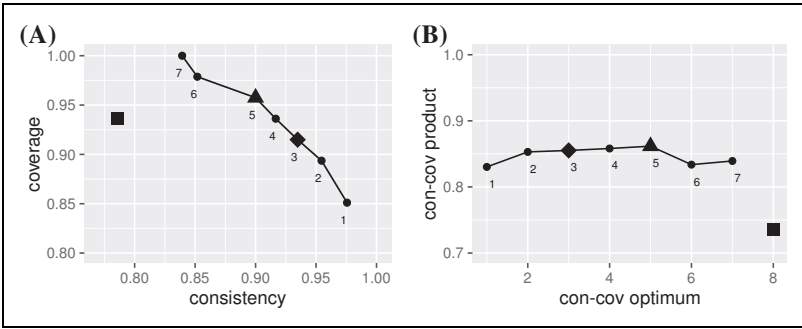 (A)
1.00
0.95
0.90
0.85
0.80
coverage
7
6
5
4
3
2
1
0.80 0.85 0.90 0.95 1.00
consistency
(B)
1.0
0.9
0.8
0.7
con-cov product
1 2 3 4 5 6 7
2 4 6 8
con-cov optimum